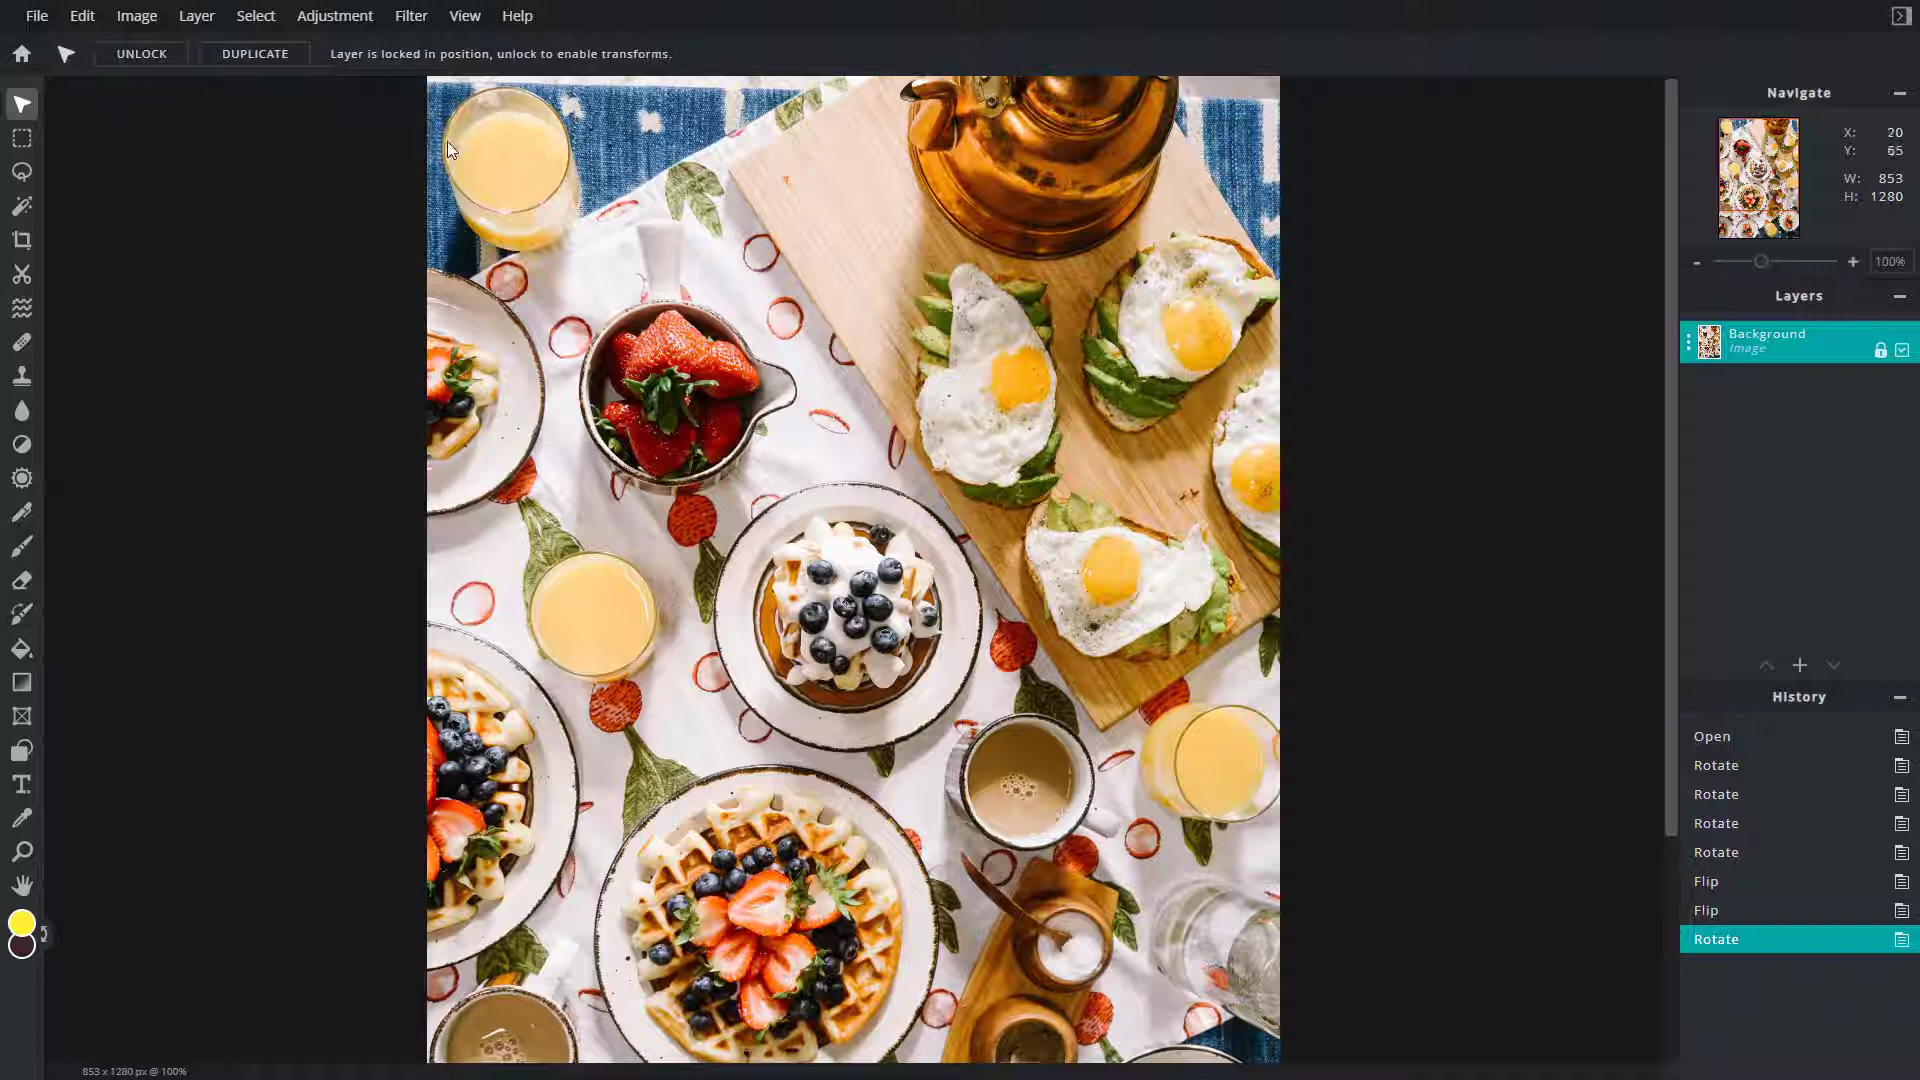 File Edit Image Layer Select Adjustment Filter View Help
UNLOCK DUPLICATE Layer is locked in position, unlock to enable transforms.
Navigate
X: 20
Y: 65
W: 853
H: 1280
100%
Layers
Background
Image
History
Open
Rotate
Rotate
Rotate
Rotate
Flip
Flip
Rotate
853 x 1280 px @ 100%